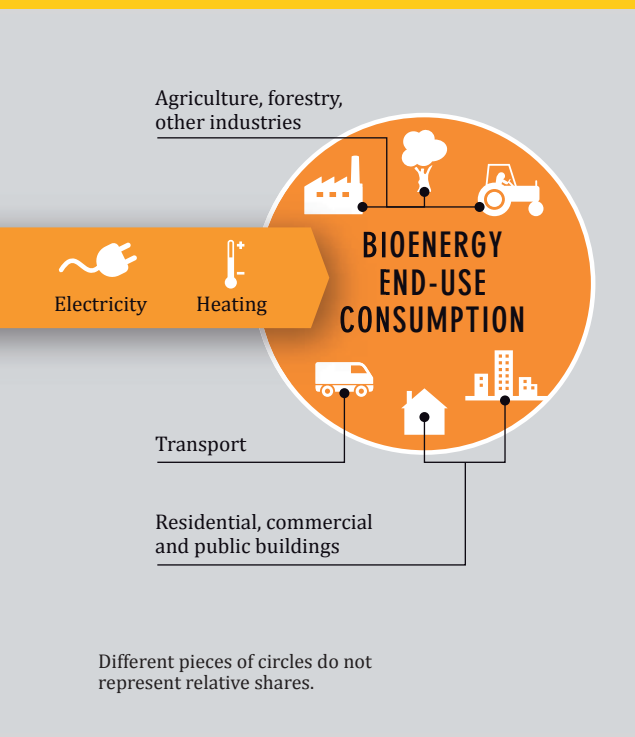 Agriculture, forestry,
other industries
BIOENERGY
END-USE
CONSUMPTION
Electricity
Heating
Transport
Residential, commercial
and public buildings
Different pieces of circles do not
represent relative shares.